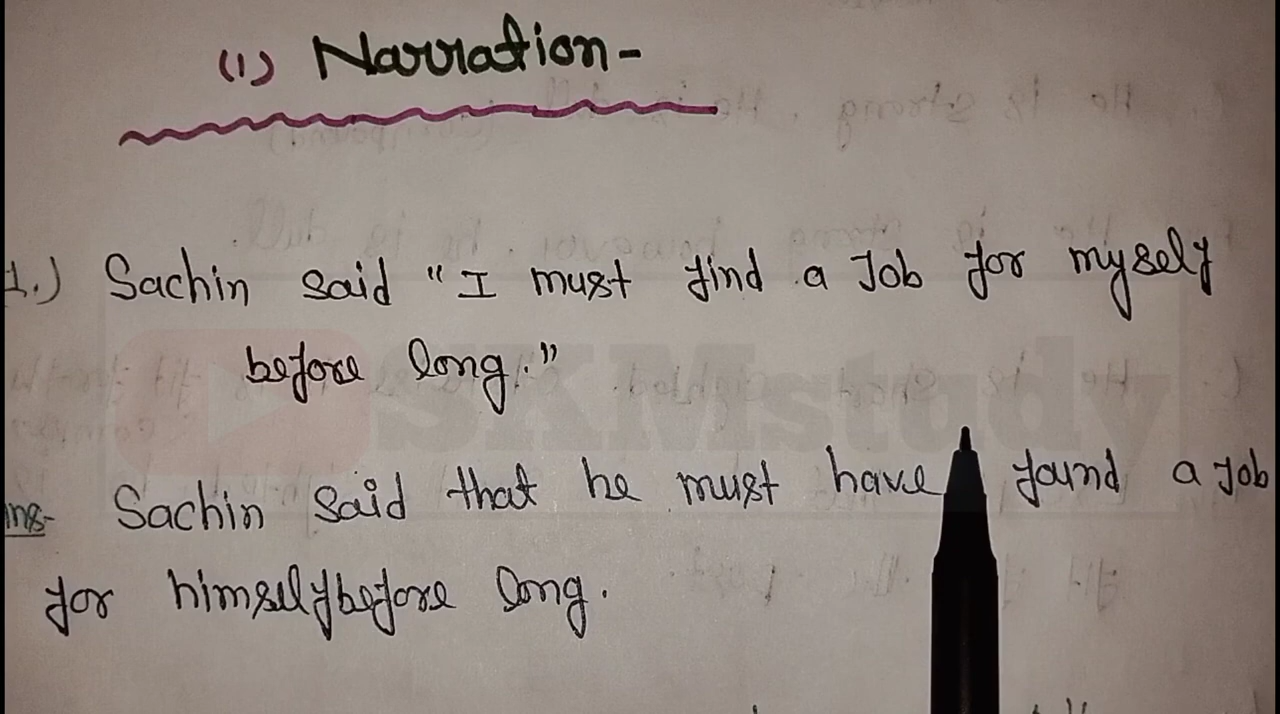 (1) Narration-
1.) Sachin said "I must find a Job for myself
before long."
SKMstudy
Ans- Sachin said that he must have found a Job
for himself before long.